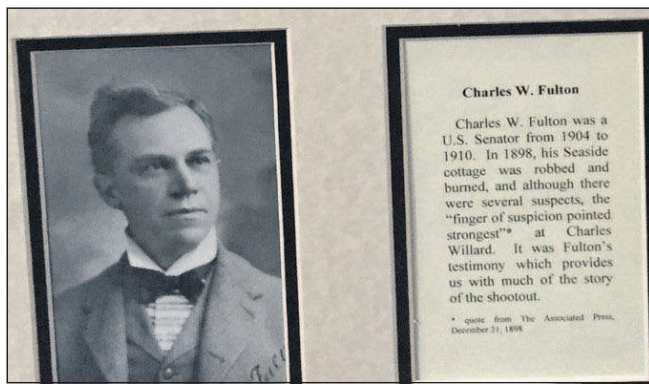 Charles W. Fulton
Charles W. Fulton was a
U.S. Senator from 1904 to
1910. In 1898, his Seaside
cottage was robbed and
burned, and although there
were several suspects, the
“finger of suspicion pointed
strongest”* at Charles
Willard. It was Fulton’s
testimony which provides
us with much of the story
of the shootout.
* quote from The Associated Press,
December 31, 1898